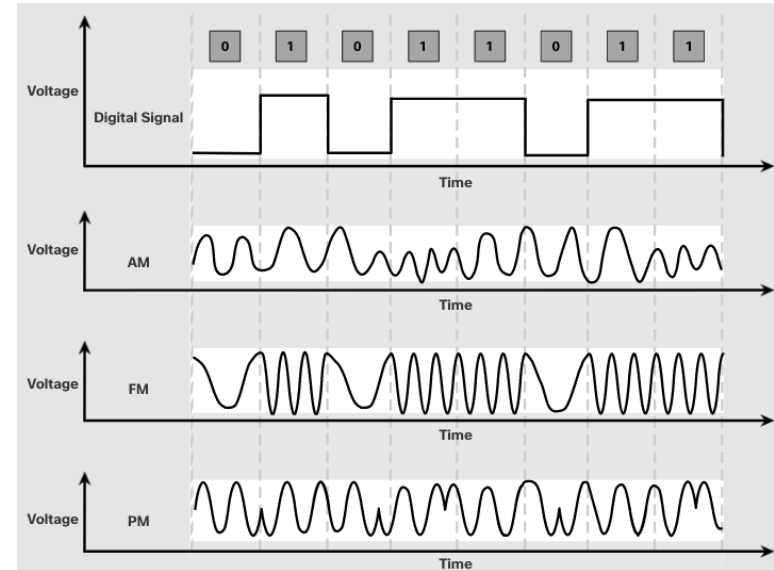 0 1 0 1 1 0 1 1
Voltage
Digital Signal
Time
Voltage
AM
Time
Voltage
FM
Time
Voltage
PM
Time